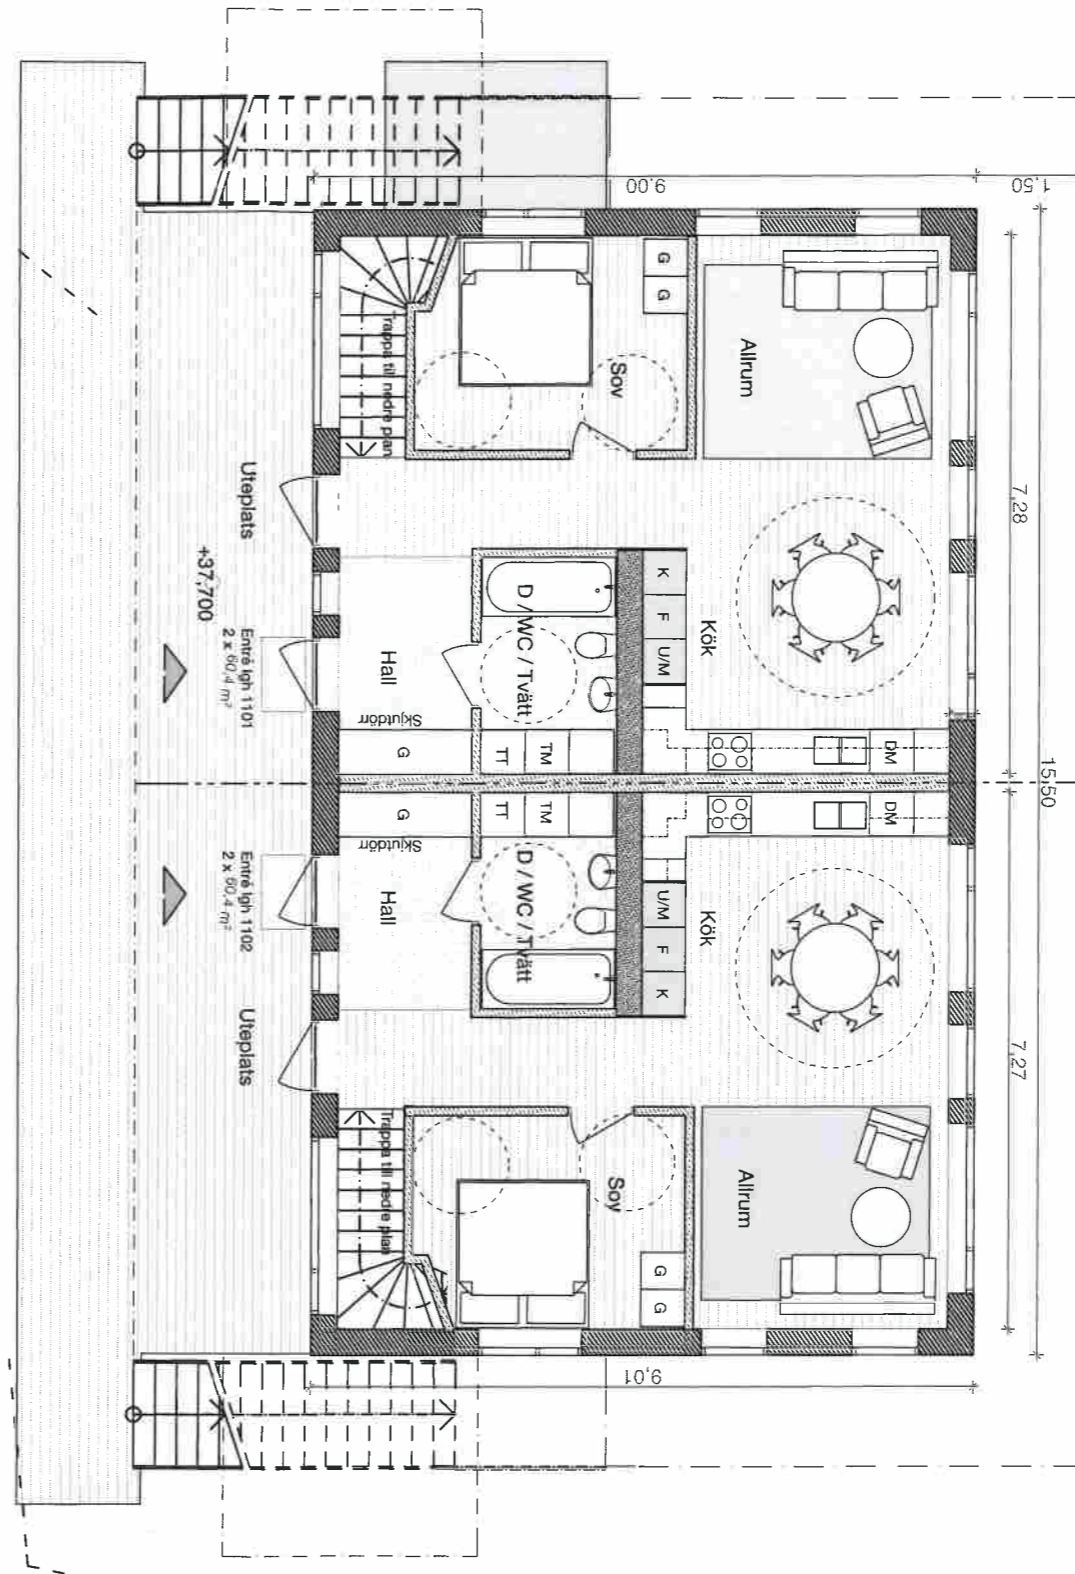 9.00
1,50
G
G
Allrum
Sov
Trappa till nedre plan
7,28
Uteplats
+37,700
Entré lgh 1101
2 x 60,4 m²
Hall
Skjutdörr
G
D / WC / Tvätt
TT
TM
K
F
U/M
Kök
DM
15,50
G
Skjutdörr
Hall
Entré lgh 1102
2 x 60,4 m²
TT
TM
D / WC / Tvätt
U/M
F
K
Kök
DM
Uteplats
7,27
Trappa till nedre plan
Sov
Allrum
G
G
9,01